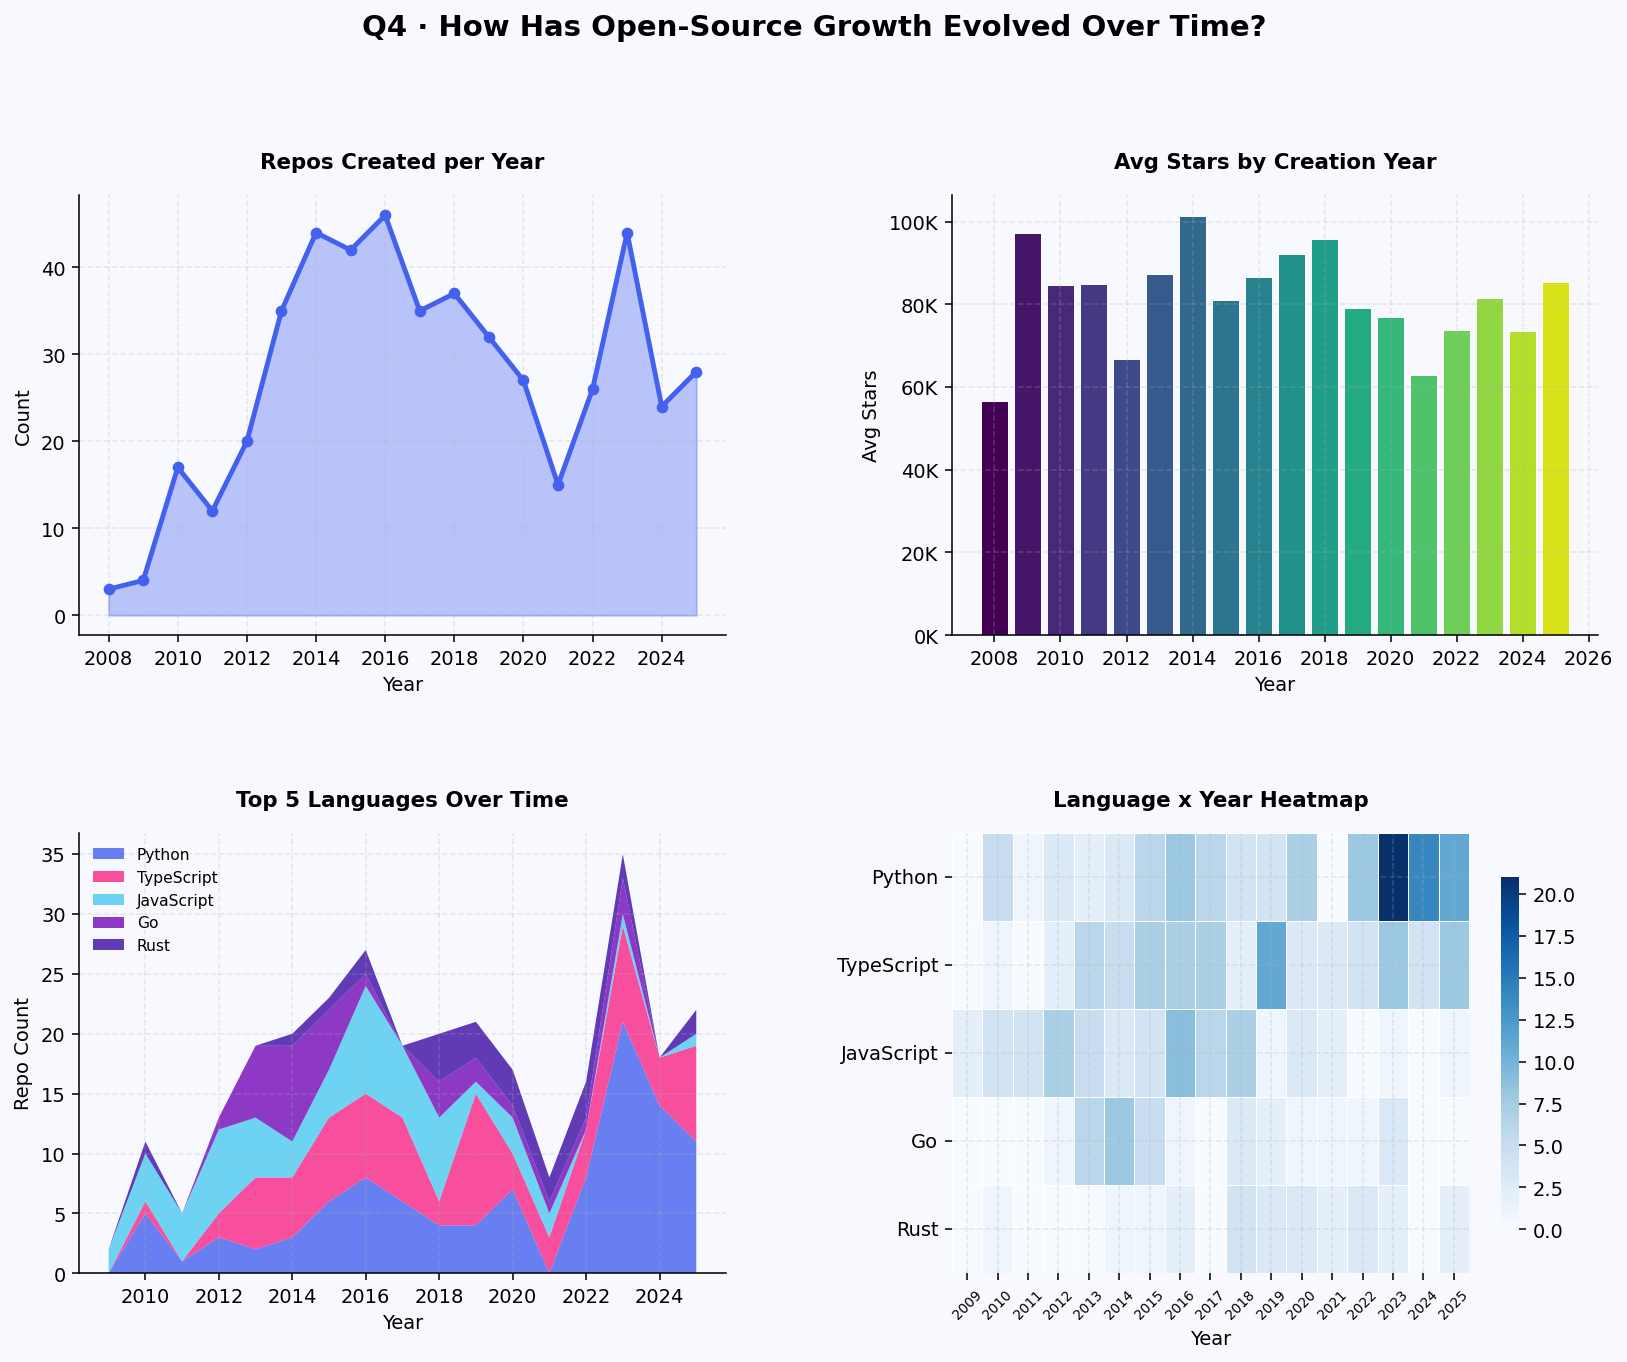 Q4 · How Has Open-Source Growth Evolved Over Time?
Repos Created per Year
Count
40
30
20
10
0
2008 2010 2012 2014 2016 2018 2020 2022 2024
Year
Avg Stars by Creation Year
Avg Stars
100K
80K
60K
40K
20K
0K
2008 2010 2012 2014 2016 2018 2020 2022 2024 2026
Year
Top 5 Languages Over Time
Python
TypeScript
JavaScript
Go
Rust
Repo Count
35
30
25
20
15
10
5
0
2010 2012 2014 2016 2018 2020 2022 2024
Year
Language x Year Heatmap
Python
TypeScript
JavaScript
Go
Rust
2009 2010 2011 2012 2013 2014 2015 2016 2017 2018 2019 2020 2021 2022 2023 2024 2025
Year
20.0
17.5
15.0
12.5
10.0
7.5
5.0
2.5
0.0